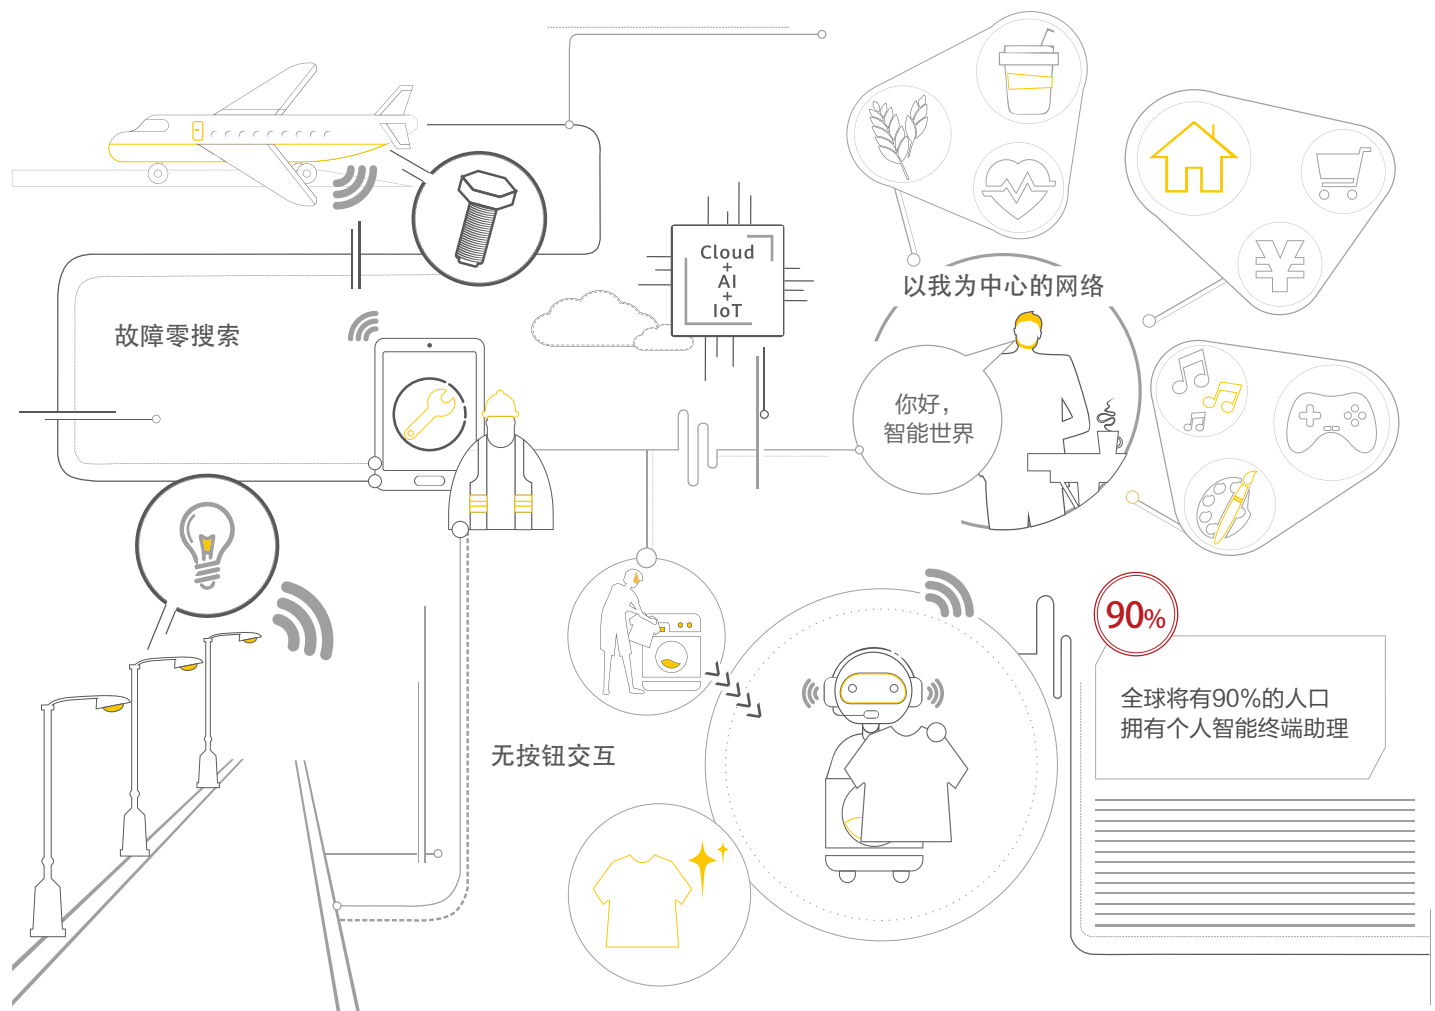 Cloud
+
AI
+
IoT
以我为中心的网络
故障零搜索
你好，
智能世界
¥
90%
全球将有90%的人口
拥有个人智能终端助理
无按钮交互